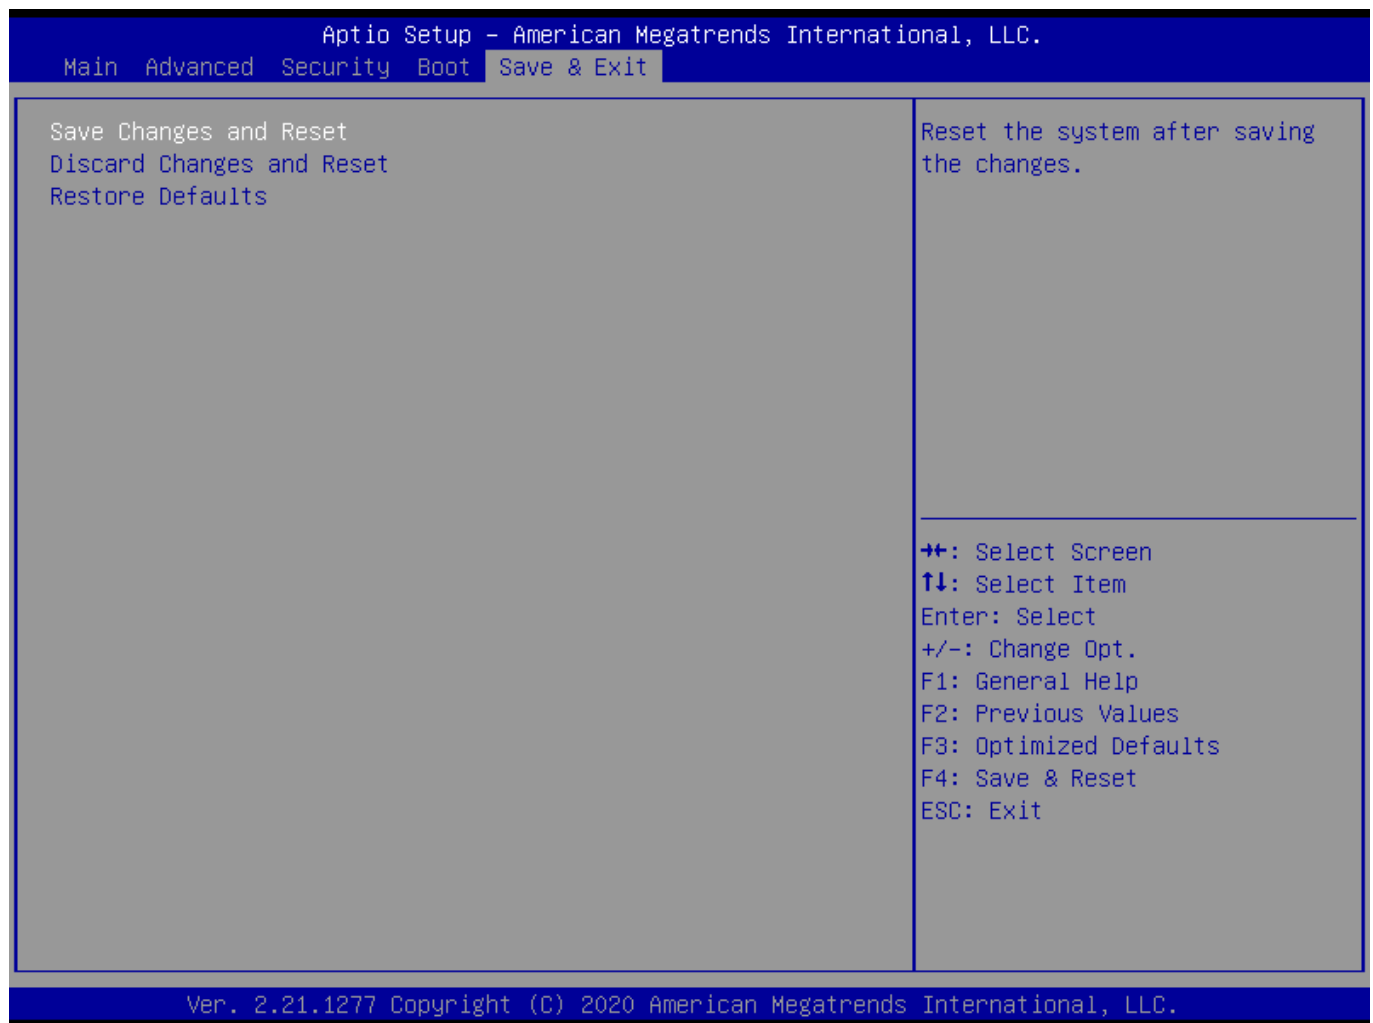 Aptio Setup – American Megatrends International, LLC.
Main Advanced Security Boot Save & Exit
Save Changes and Reset
Discard Changes and Reset
Restore Defaults
Reset the system after saving
the changes.
→←: Select Screen
↑↓: Select Item
Enter: Select
+/-: Change Opt.
F1: General Help
F2: Previous Values
F3: Optimized Defaults
F4: Save & Reset
ESC: Exit
Ver. 2.21.1277 Copyright (C) 2020 American Megatrends International, LLC.